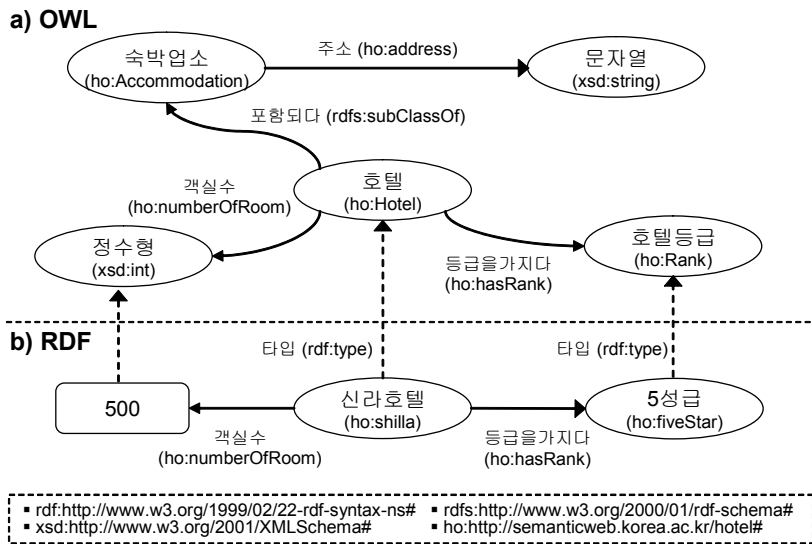 a) OWL
숙박업소
(ho:Accommodation)
주소 (ho:address)
문자열
(xsd:string)
포함되다 (rdfs:subClassOf)
객실수
(ho:numberOfRoom)
호텔
(ho:Hotel)
정수형
(xsd:int)
등급을가지다
(ho:hasRank)
호텔등급
(ho:Rank)
b) RDF
타입 (rdf:type)
타입 (rdf:type)
500
객실수
(ho:numberOfRoom)
신라호텔
(ho:shilla)
등급을가지다
(ho:hasRank)
5성급
(ho:fiveStar)
▪ rdf:http://www.w3.org/1999/02/22-rdf-syntax-ns#
▪ rdfs:http://www.w3.org/2000/01/rdf-schema#
▪ xsd:http://www.w3.org/2001/XMLSchema#
▪ ho:http://semanticweb.korea.ac.kr/hotel#